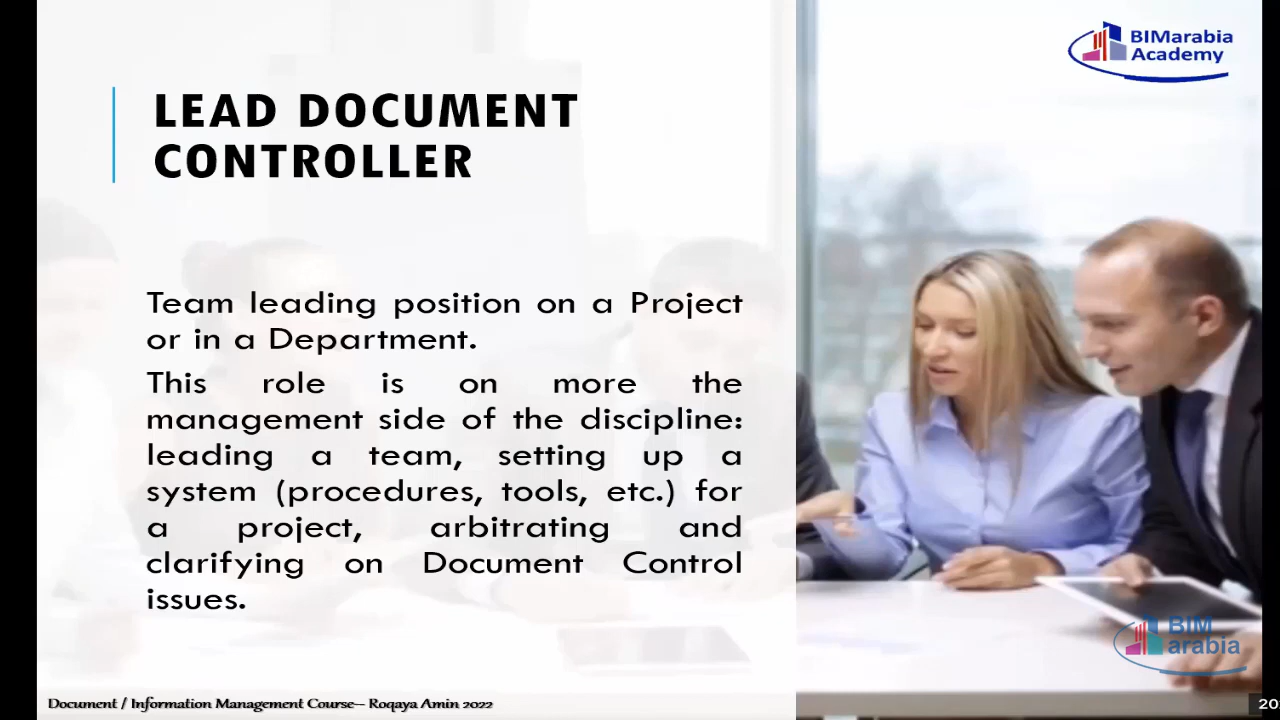 BIMarabia
Academy
LEAD DOCUMENT
CONTROLLER
Team leading position on a Project
or in a Department.
This role is on more the
management side of the discipline:
leading a team, setting up a
system (procedures, tools, etc.) for
a project, arbitrating and
clarifying on Document Control
issues.
BIM
arabia
Document / Information Management Course-- Roqaya Amin 2022
20